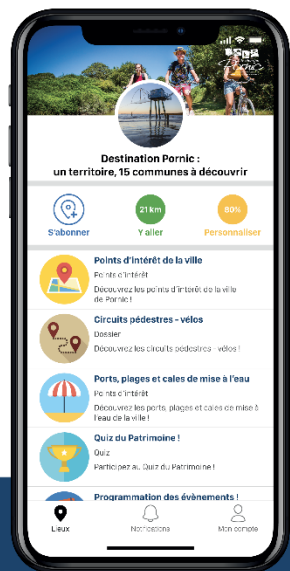 Pornic
Destination Pornic :
un territoire, 15 communes à découvrir
21 km
80%
S'abonner
Y aller
Personnaliser
Points d'intérêt de la ville
Points d'intérêt
Découvrez les points d'intérêt de la ville
de Pornic !
Circuits pédestres - vélos
Dossier
Découvrez les circuits pédestres - vélos !
Ports, plages et cales de mise à l'eau
Points d'intérêt
Découvrez les ports, plages et cales de mise à
l'eau de la ville !
Quiz du Patrimoine !
Quiz
Participez au Quiz du Patrimoine !
Programmation des évènements !
Lieux
Notifications
Mon compte